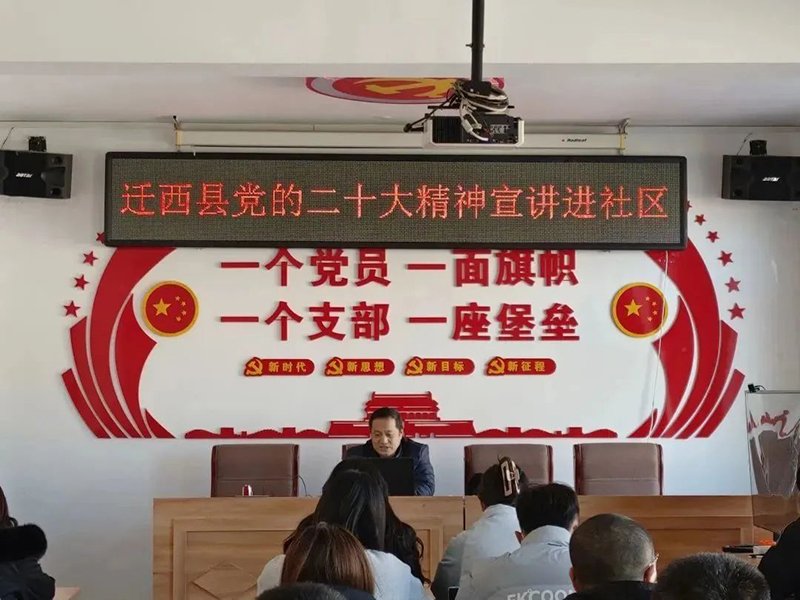 迁西县党的二十大精神宣讲进社区
一个党员 一面旗帜
一个支部 一座堡垒
新时代 新思想 新目标 新征程